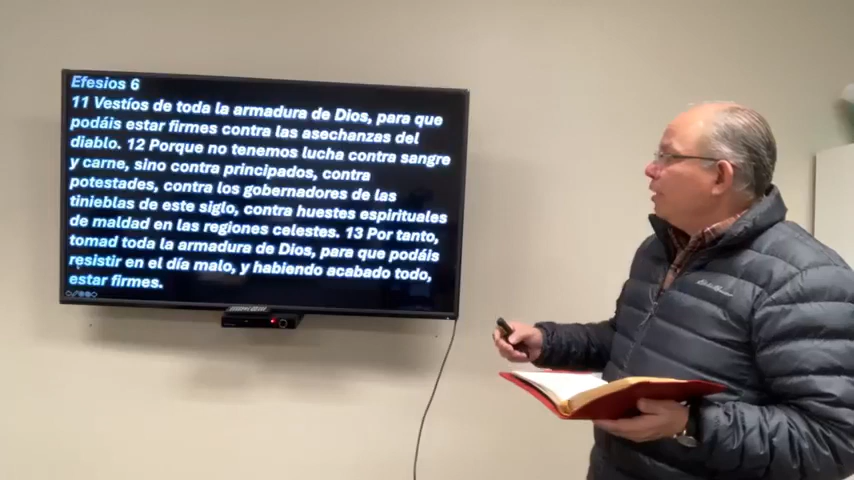 Efesios 6
11 Vestíos de toda la armadura de Dios, para que
podáis estar firmes contra las asechanzas del
diablo. 12 Porque no tenemos lucha contra sangre
y carne, sino contra principados, contra
potestades, contra los gobernadores de las
tinieblas de este siglo, contra huestes espirituales
de maldad en las regiones celestes. 13 Por tanto,
tomad toda la armadura de Dios, para que podáis
resistir en el día malo, y habiendo acabado todo,
estar firmes.
Eddie Bauer